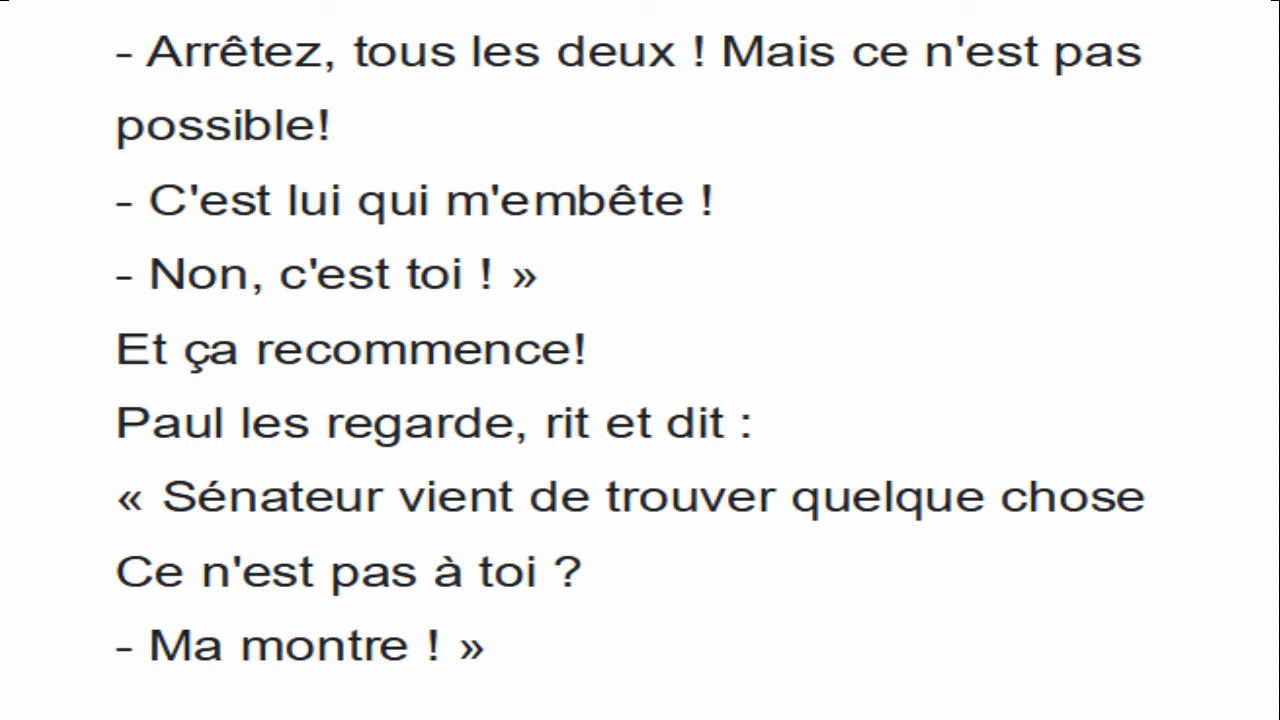 - Arrêtez, tous les deux ! Mais ce n'est pas
possible!
- C'est lui qui m'embête !
- Non, c'est toi ! »
Et ça recommence!
Paul les regarde, rit et dit :
« Sénateur vient de trouver quelque chose
Ce n'est pas à toi ?
- Ma montre ! »